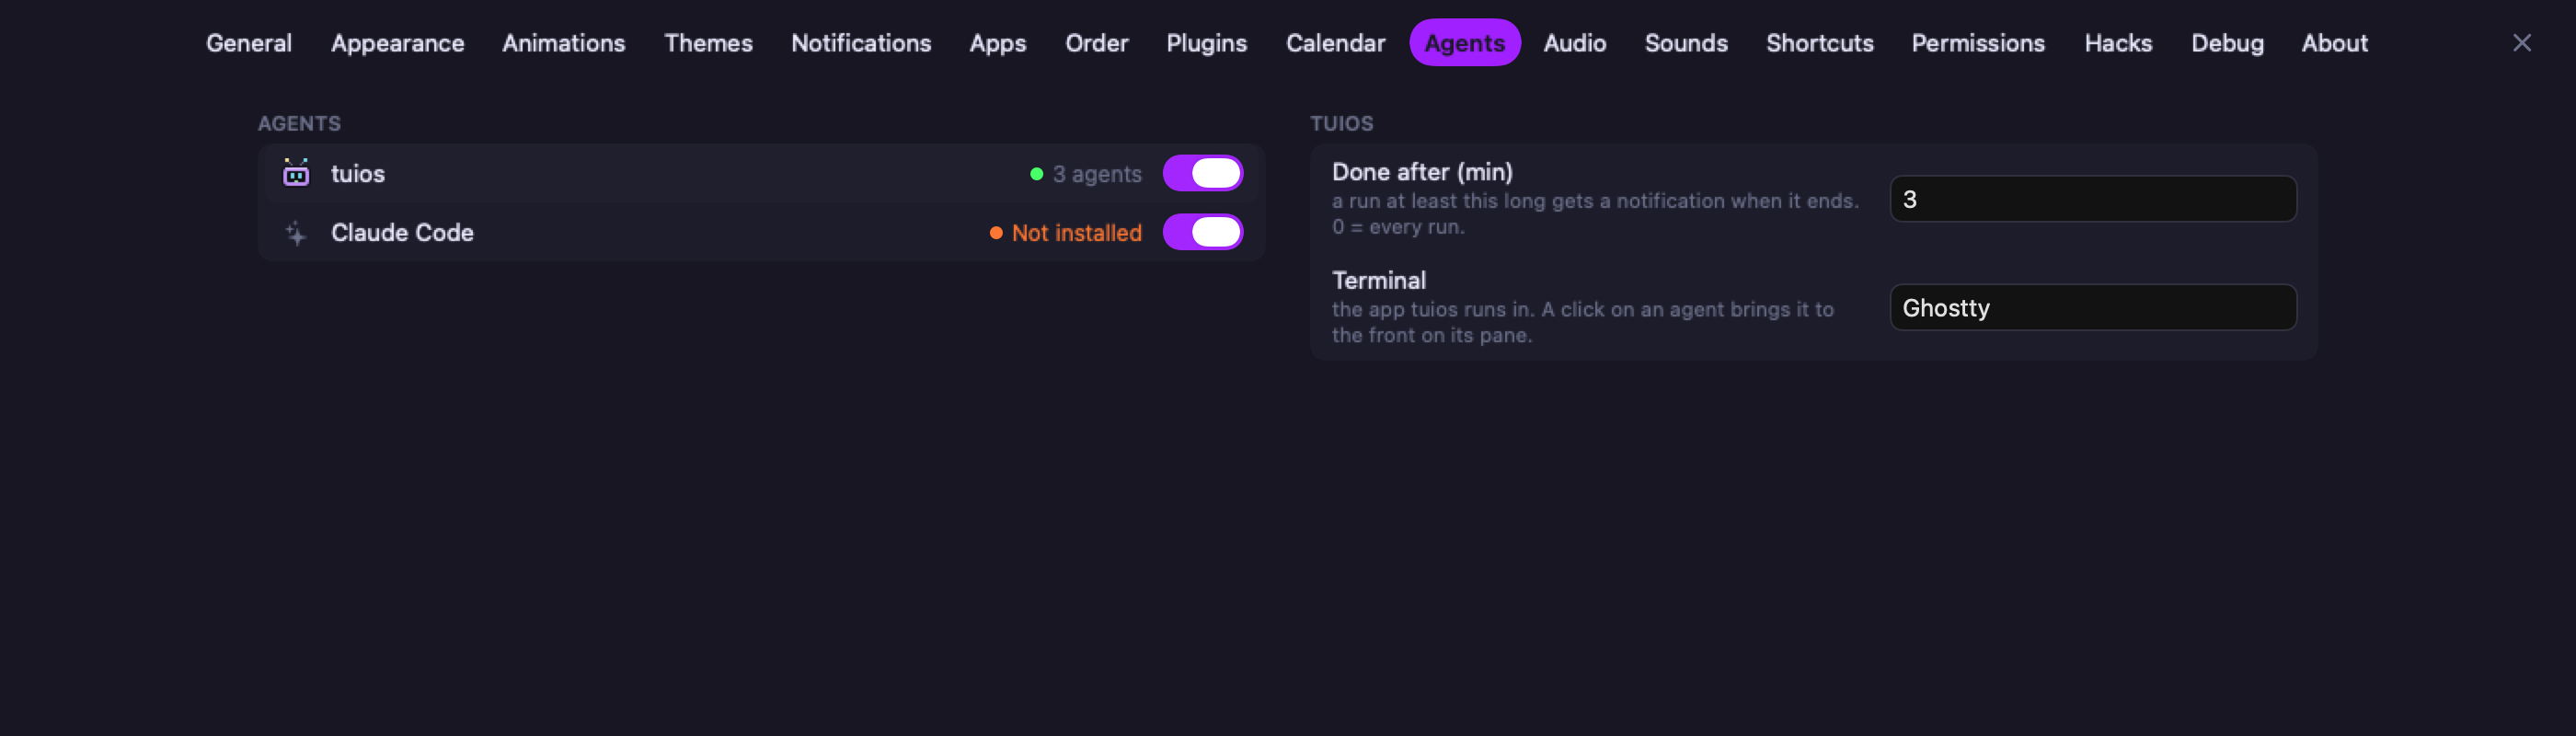 General Appearance Animations Themes Notifications Apps Order Plugins Calendar Agents Audio Sounds Shortcuts Permissions Hacks Debug About
AGENTS
tuios 3 agents
Claude Code Not installed
TUIOS
Done after (min)
a run at least this long gets a notification when it ends.
0 = every run.
3
Terminal
the app tuios runs in. A click on an agent brings it to
the front on its pane.
Ghostty